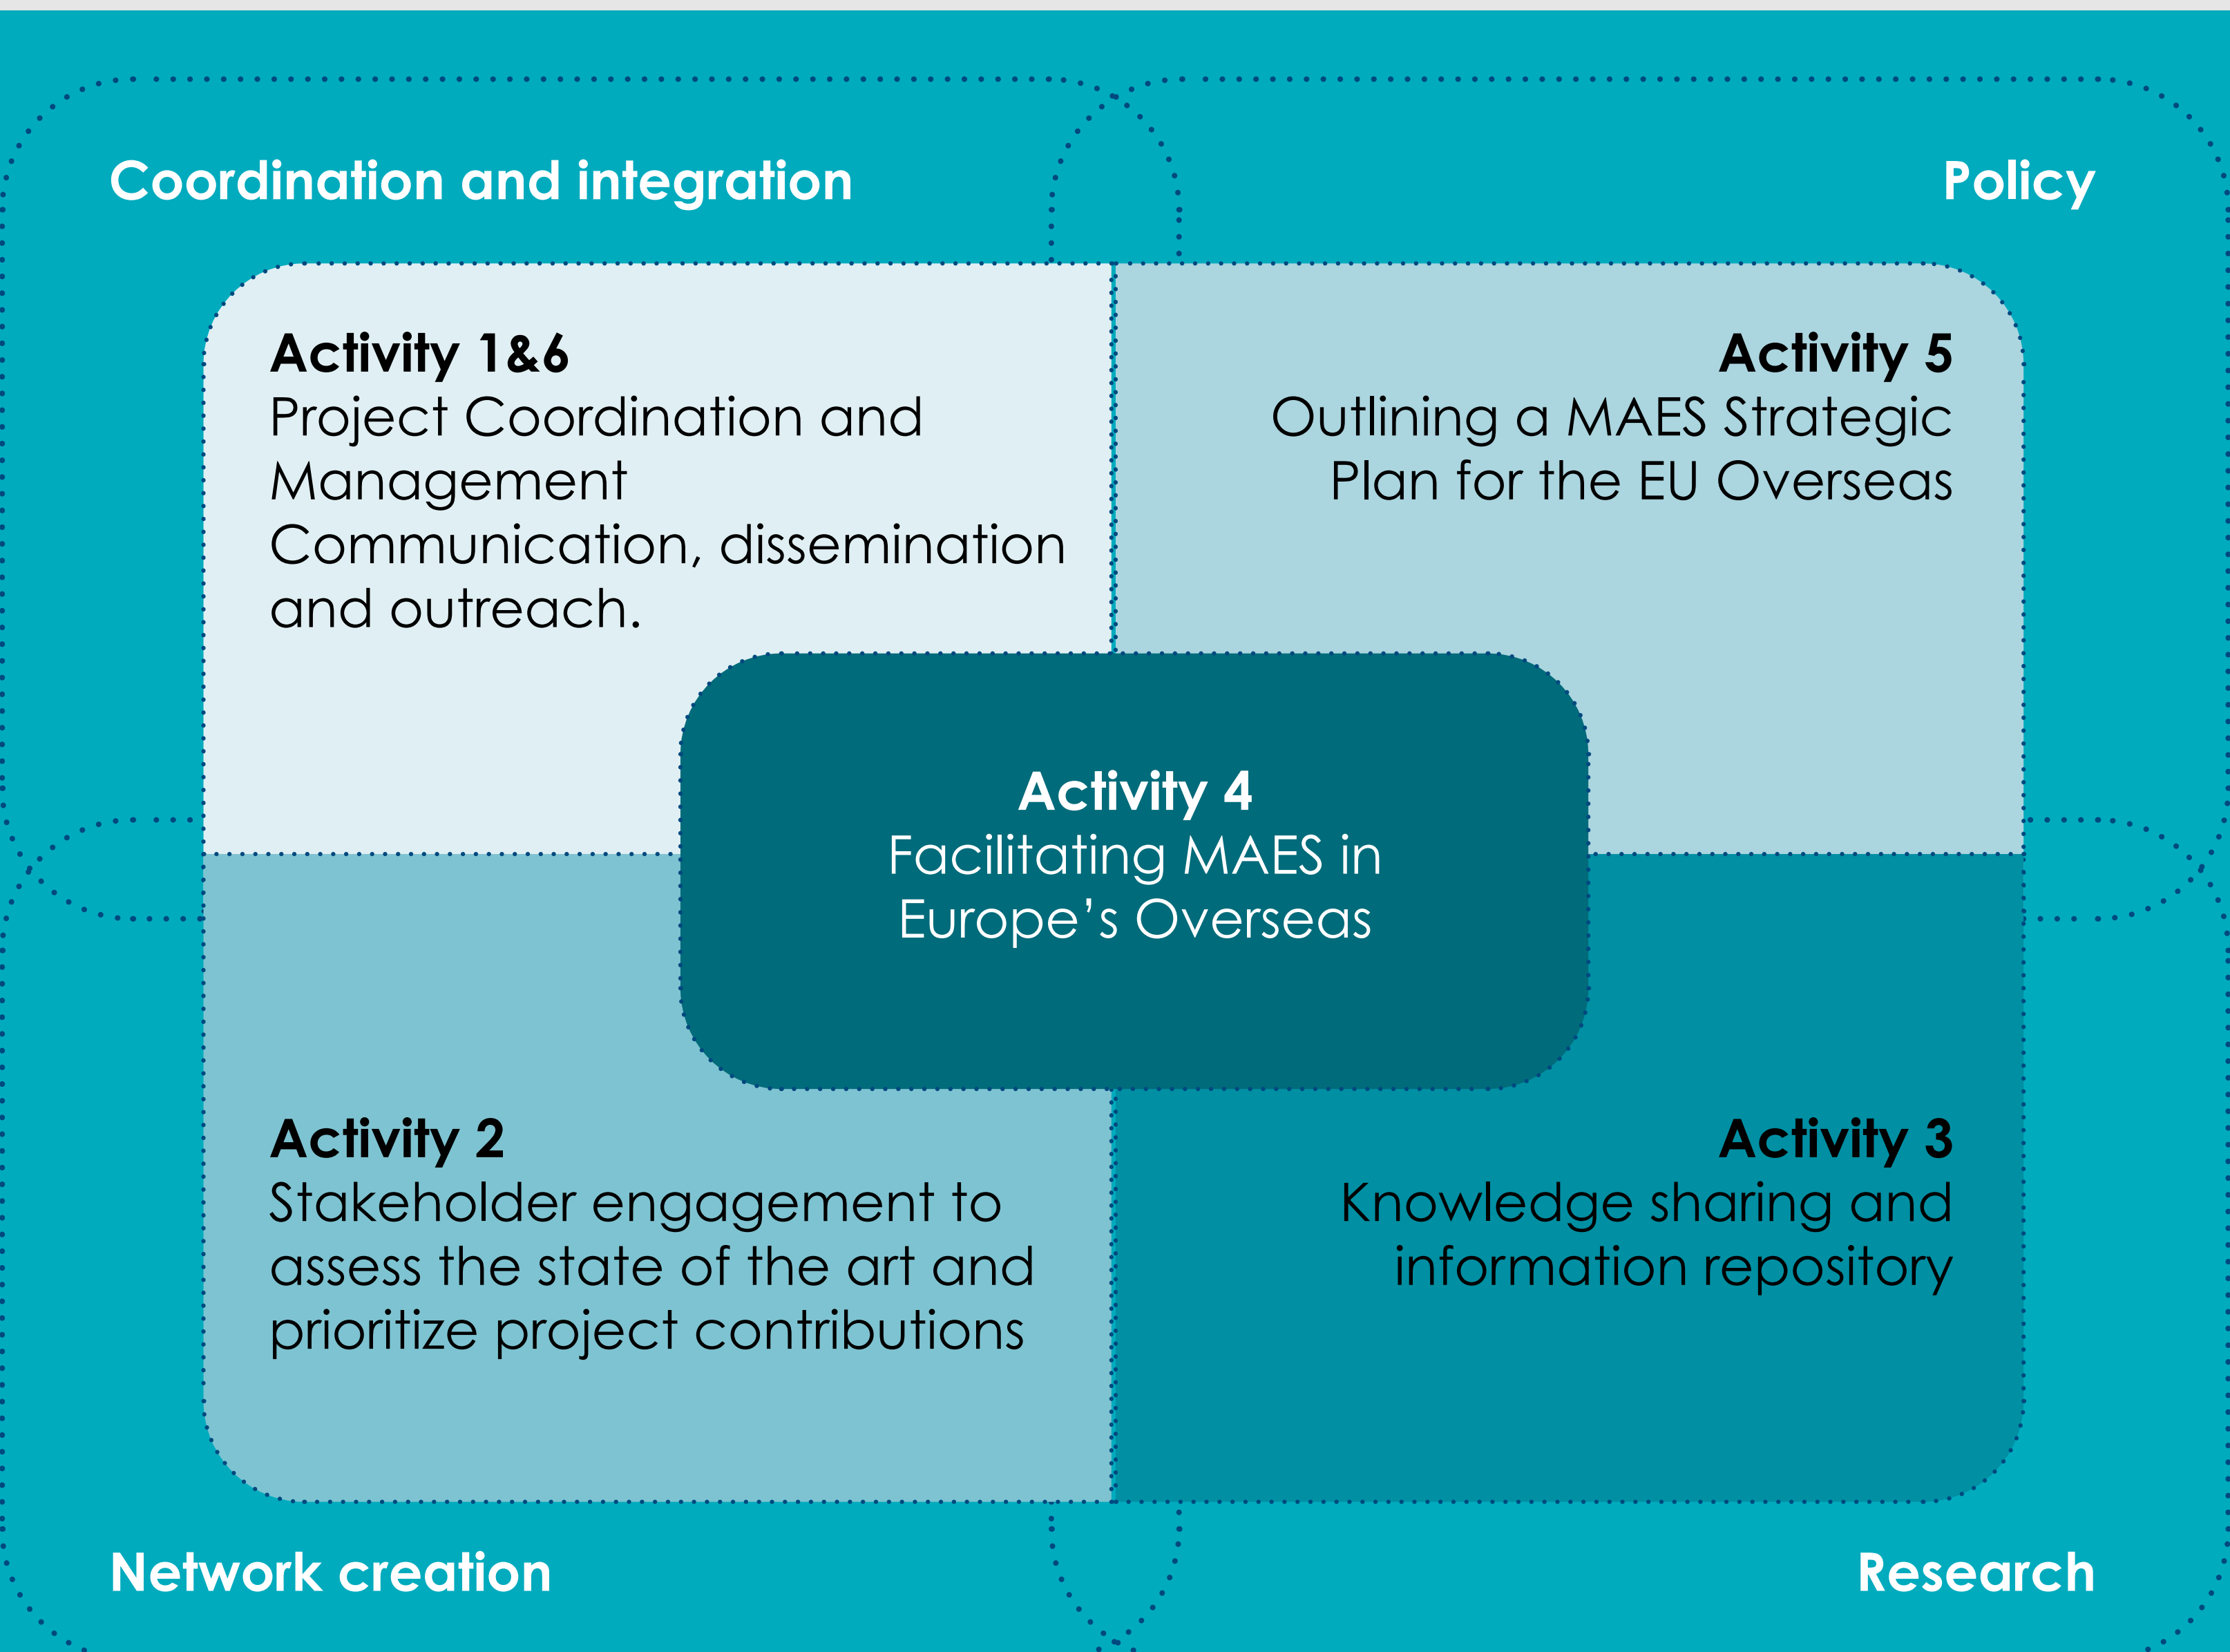 Coordination and integration
Policy
Activity 1&6
Project Coordination and
Management
Communication, dissemination
and outreach.
Activity 5
Outlining a MAES Strategic
Plan for the EU Overseas
Activity 4
Facilitating MAES in
Europe’s Overseas
Activity 2
Stakeholder engagement to
assess the state of the art and
prioritize project contributions
Activity 3
Knowledge sharing and
information repository
Network creation
Research